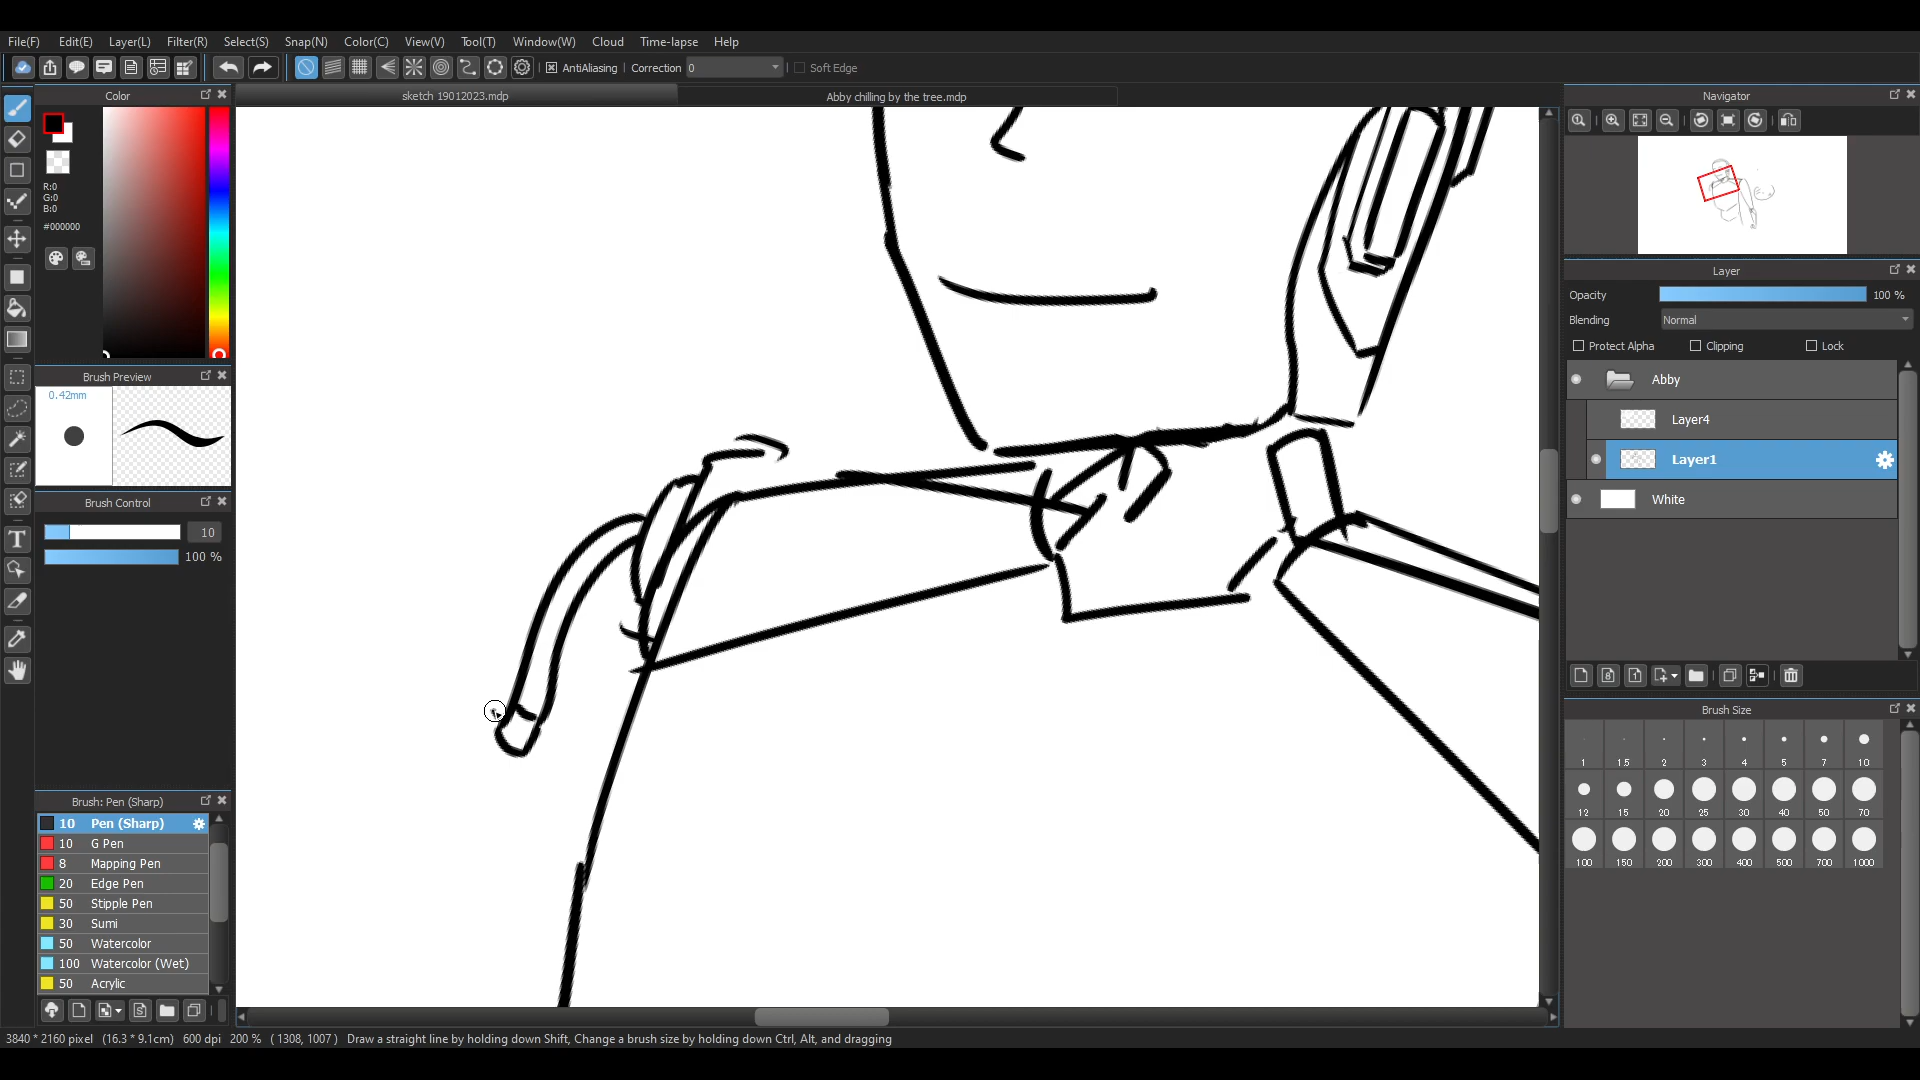 File(F) Edit(E) Layer(L) Filter(R) Select(S) Snap(N) Color(C) View(V) Tool(T) Window(W) Cloud Time-lapse Help
AntiAliasing Correction 0 Soft Edge
Color
sketch 19012023.mdp
Abby chilling by the tree.mdp
R:0
G:0
B:0
#000000
Brush Preview
0.42mm
Brush Control
10
100 %
Brush: Pen (Sharp)
10 Pen (Sharp)
10 G Pen
8 Mapping Pen
20 Edge Pen
50 Stipple Pen
30 Sumi
50 Watercolor
100 Watercolor (Wet)
50 Acrylic
Navigator
Layer
Opacity 100 %
Blending Normal
Protect Alpha Clipping Lock
Abby
Layer4
Layer1
White
Brush Size
1 1.5 2 3 4 5 7 10
12 15 20 25 30 40 50 70
100 150 200 300 400 500 700 1000
3840 * 2160 pixel (16.3 * 9.1cm) 600 dpi 200 % ( 1308, 1007 ) Draw a straight line by holding down Shift, Change a brush size by holding down Ctrl, Alt, and dragging